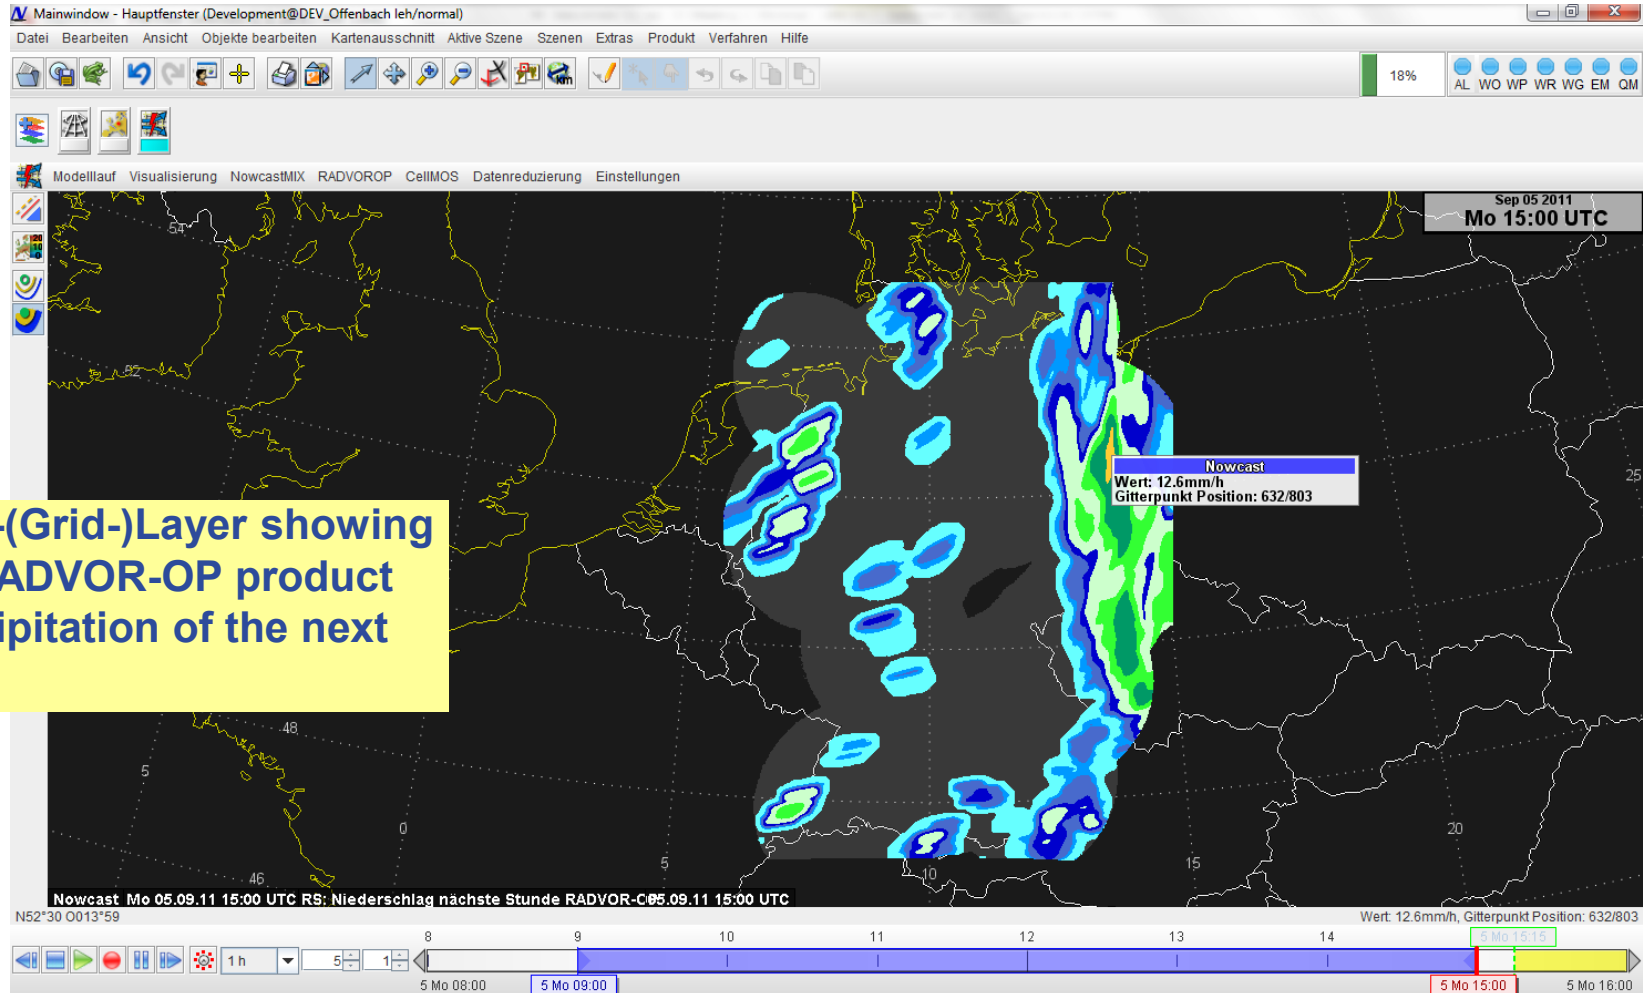 Mainwindow - Hauptfenster (Development@DEV_Offenbach leh/normal)
Datei Bearbeiten Ansicht Objekte bearbeiten Kartenausschnitt Aktive Szene Szenen Extras Produkt Verfahren Hilfe
km
18%
AL WO WP WR WG EM QM
Modelllauf Visualisierung NowcastMIX RADVOROP CellMOS Datenreduzierung Einstellungen
Sep 05 2011
Mo 15:00 UTC
54
52
25
Nowcast
Wert: 12.6mm/h
Gitterpunkt Position: 632/803
-(Grid-)Layer showing
ADVOR-OP product
ipitation of the next
48
5
0
20
5
15
10
46
Nowcast Mo 05.09.11 15:00 UTC RS: Niederschlag nächste Stunde RADVOR-O 05.09.11 15:00 UTC
N52°30 O013°59
Wert: 12.6mm/h, Gitterpunkt Position: 632/803
8 9 10 11 12 13 14 5 Mo 15:15
1 h 5 1
5 Mo 08:00 5 Mo 09:00 5 Mo 15:00 5 Mo 16:00